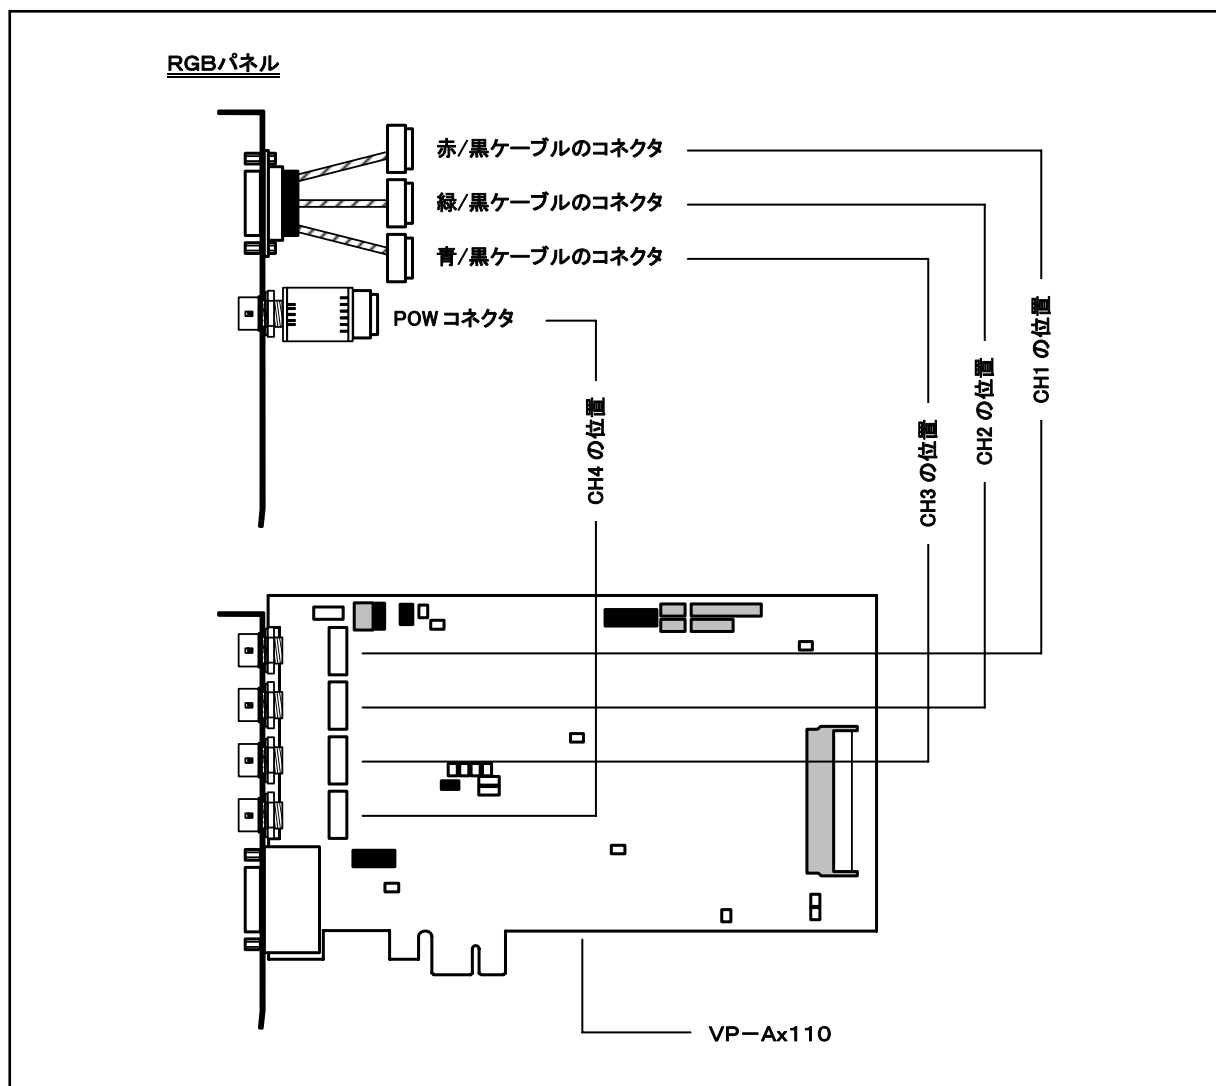 RGBパネル
赤/黒ケーブルのコネクタ
緑/黒ケーブルのコネクタ
青/黒ケーブルのコネクタ
POW コネクタ
CH1 の位置
CH2 の位置
CH3 の位置
CH4 の位置
VP－Ax110